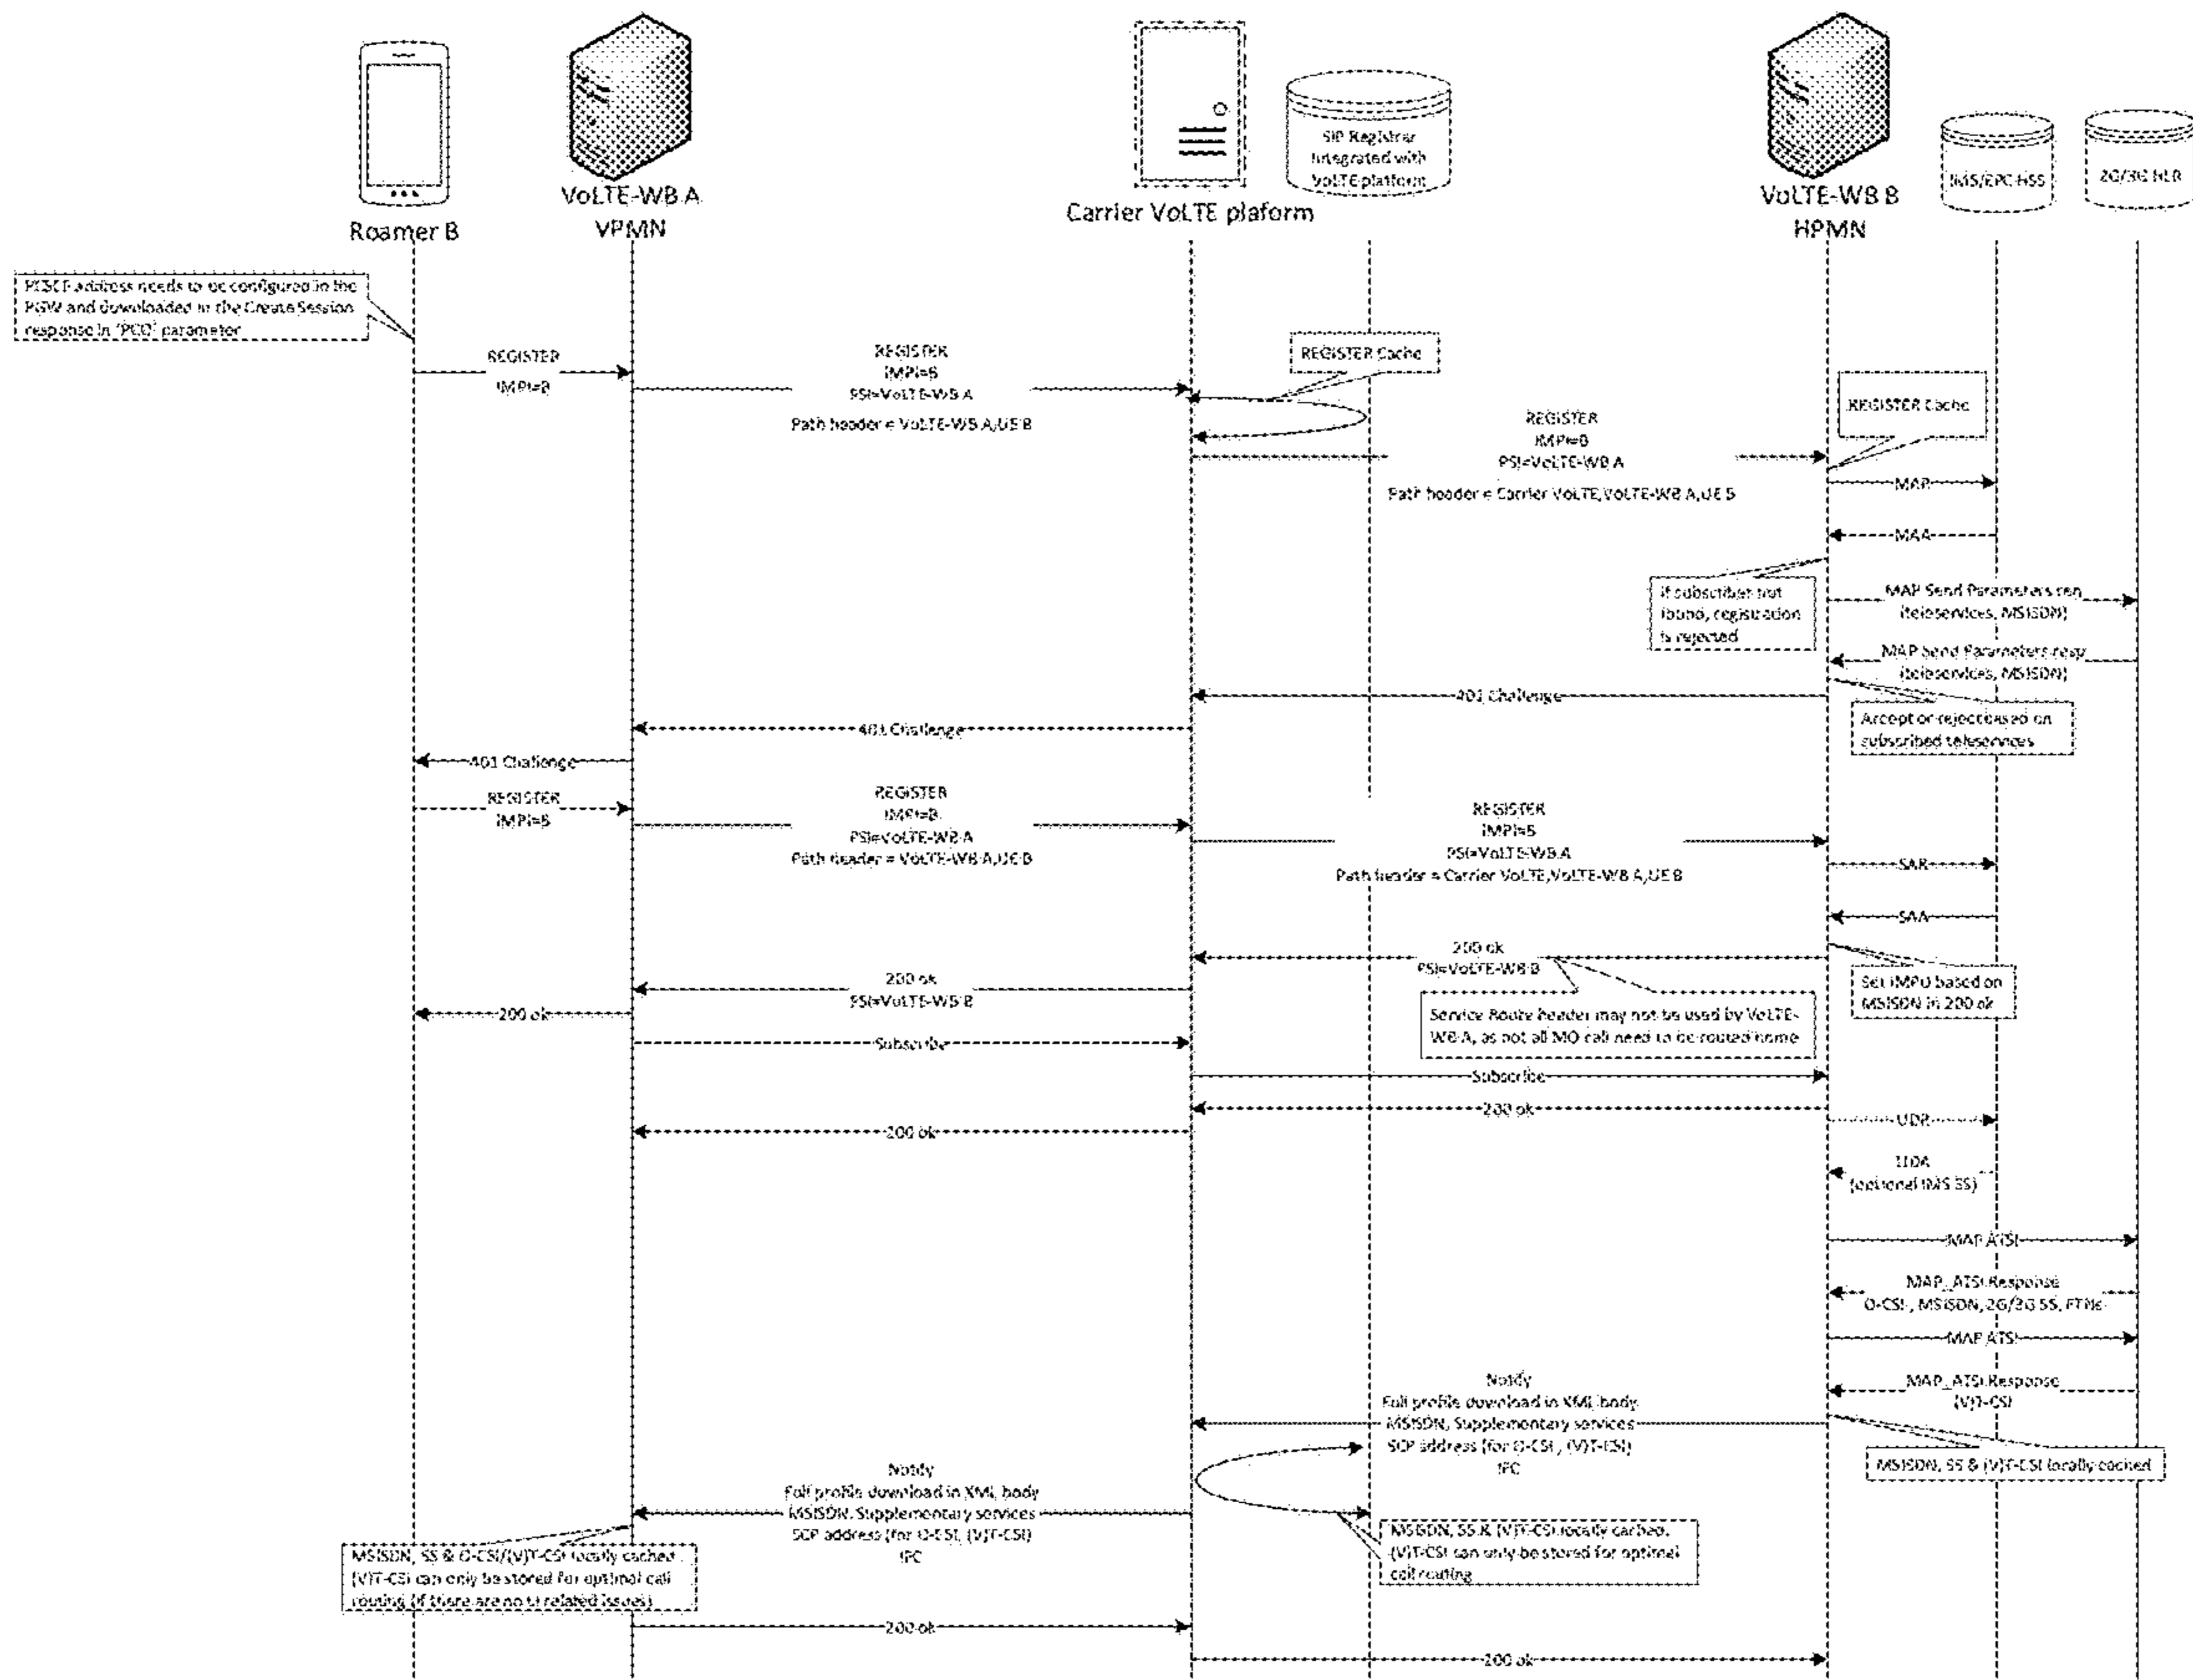 SIP Registrar
Integrated with
VoLTE platform
IMS/EPC HSS
2G/3G HLR
Roamer B
VoLTE-WB A
VPMN
Carrier VoLTE plaform
VoLTE-WB B
HPMN
PCSCF address needs to be configured in the
PGW and downloaded in the Create Session
response in 'PCO' parameter
REGISTER
IMPI=B
REGISTER
IMPI=B
PSI=VoLTE-WB A
Path header = VoLTE-WB A,UE B
REGISTER Cache
REGISTER Cache
REGISTER
IMPI=B
PSI=VoLTE-WB A
Path header = Carrier VoLTE,VoLTE-WB A,UE B
MAR
MAA
If subscriber not
found, registration
is rejected
MAP Send Parameters req
(teleservices, MSISDN)
MAP Send Parameters resp
(teleservices, MSISDN)
401 Challenge
401 Challenge
401 Challenge
Accept or reject based on
subscribed teleservices
REGISTER
IMPI=B
REGISTER
IMPI=B
PSI=VoLTE-WB A
Path header = VoLTE-WB A,UE B
REGISTER
IMPI=B
PSI=VoLTE-WB A
Path header = Carrier VoLTE,VoLTE-WB A,UE B
SAR
SAA
200 ok
PSI=VoLTE-WB B
200 ok
PSI=VoLTE-WB B
200 ok
Set IMPU based on
MSISDN in 200 ok
Service Route header may not be used by VoLTE-
WB A, as not all MO call need to be routed home
Subscribe
Subscribe
200 ok
200 ok
UDR
UDA
(optional IMS SS)
MAP ATSI
MAP_ATSI Response
O-CSI, MSISDN, 2G/3G SS, FTNs
MAP ATSI
MAP_ATSI Response
(V)T-CSI
Notify
Full profile download in XML body
MSISDN, Supplementary services
SCP address (for O-CSI, (V)T-CSI)
IFC
MSISDN, SS & (V)T-CSI locally cached
Notify
Full profile download in XML body
MSISDN, Supplementary services
SCP address (for O-CSI, (V)T-CSI)
IFC
MSISDN, SS & (V)T-CSI locally cached.
(V)T-CSI can only be stored for optimal
call routing
MSISDN, SS & O-CSI/(V)T-CSI locally cached.
(V)T-CSI can only be stored for optimal call
routing (if there are no related issues)
200 ok
200 ok